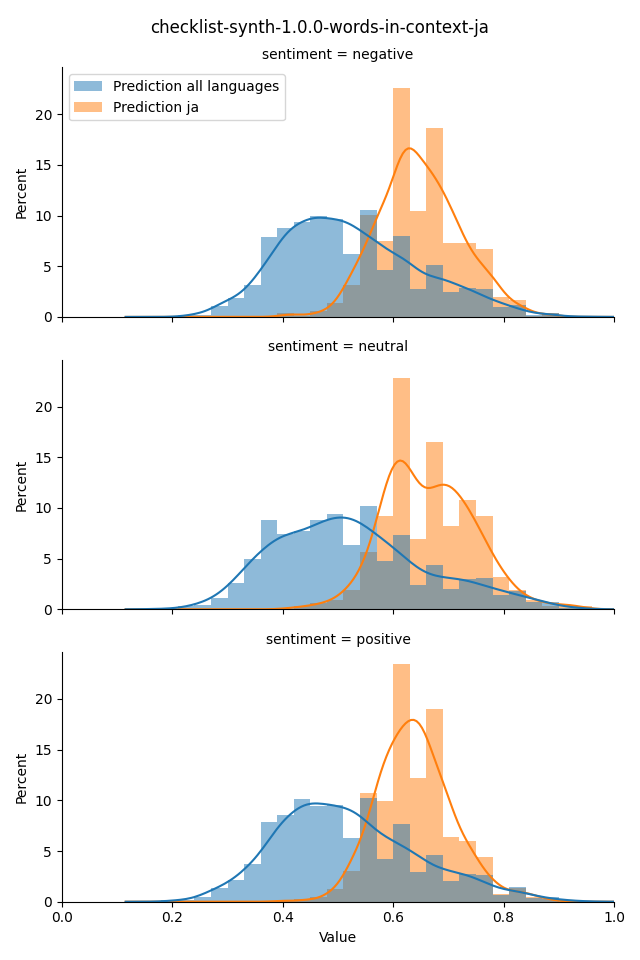 checklist-synth-1.0.0-words-in-context-ja
sentiment = negative
Prediction all languages
Prediction ja
20
15
10
5
0
Percent
sentiment = neutral
20
15
10
5
0
Percent
sentiment = positive
20
15
10
5
0
Percent
0.0 0.2 0.4 0.6 0.8 1.0
Value